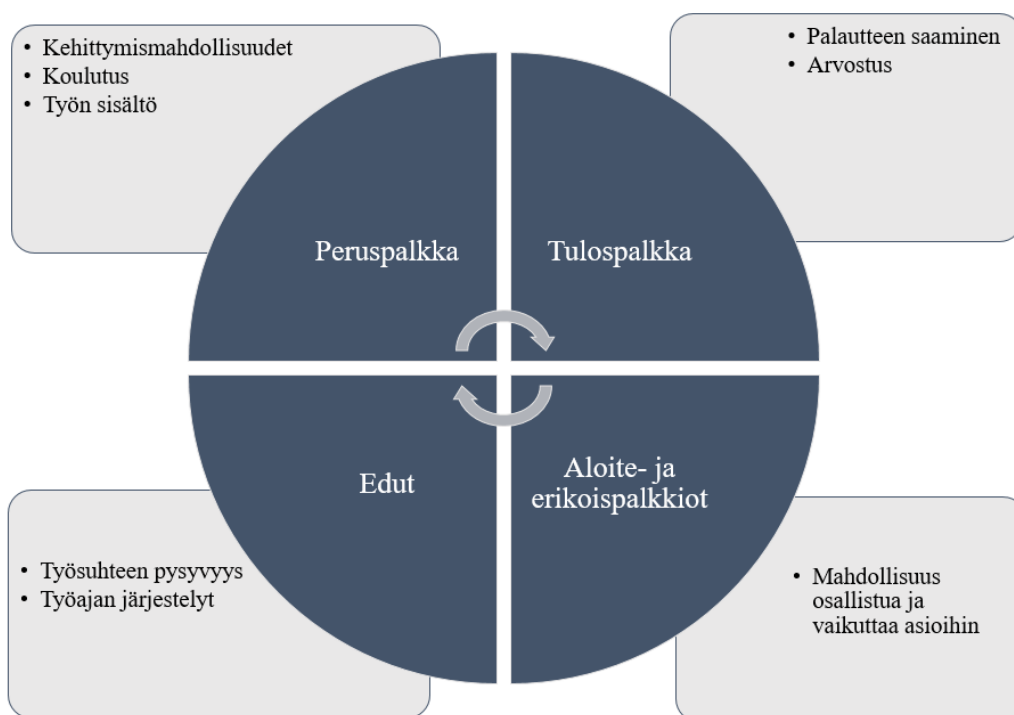 • Kehittymismahdollisuudet
• Koulutus
• Työn sisältö
• Palautteen saaminen
• Arvostus
Peruspalkka
Tulospalkka
Edut
Aloite- ja
erikoispalkkiot
• Työsuhteen pysyvyys
• Työajan järjestelyt
• Mahdollisuus
osallistua ja
vaikuttaa asioihin